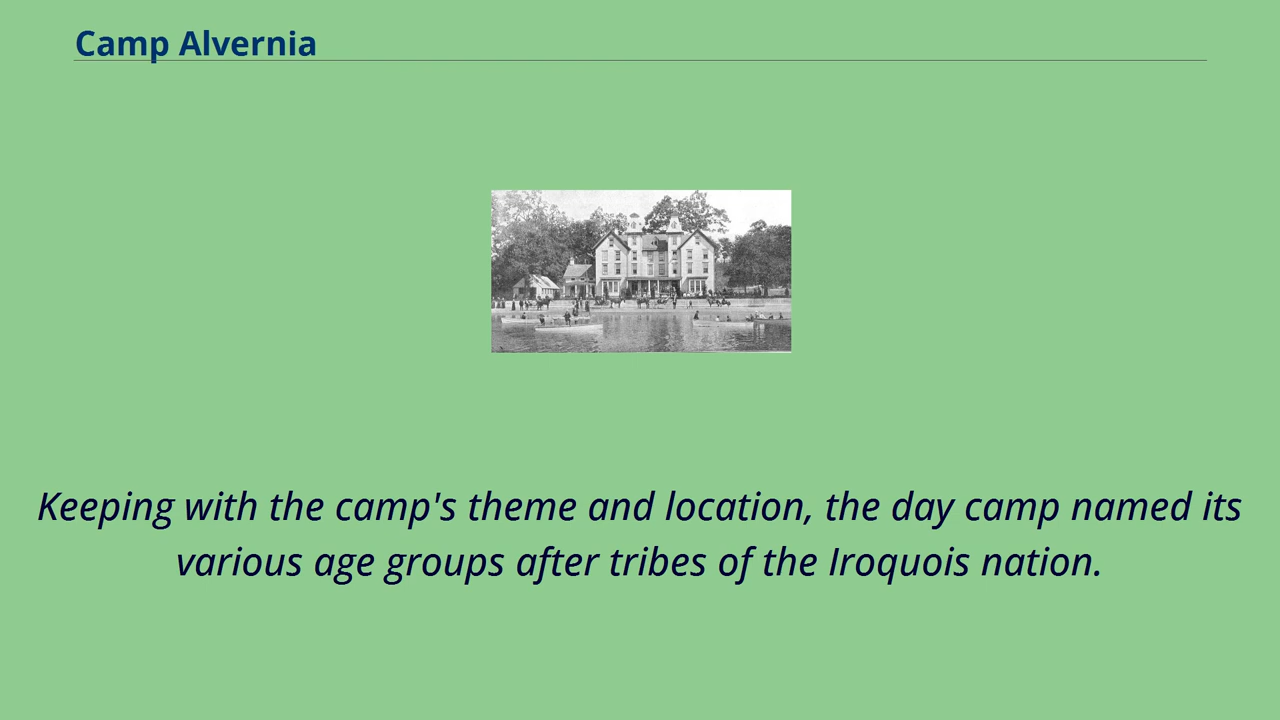 Camp Alvernia
Keeping with the camp's theme and location, the day camp named its
various age groups after tribes of the Iroquois nation.